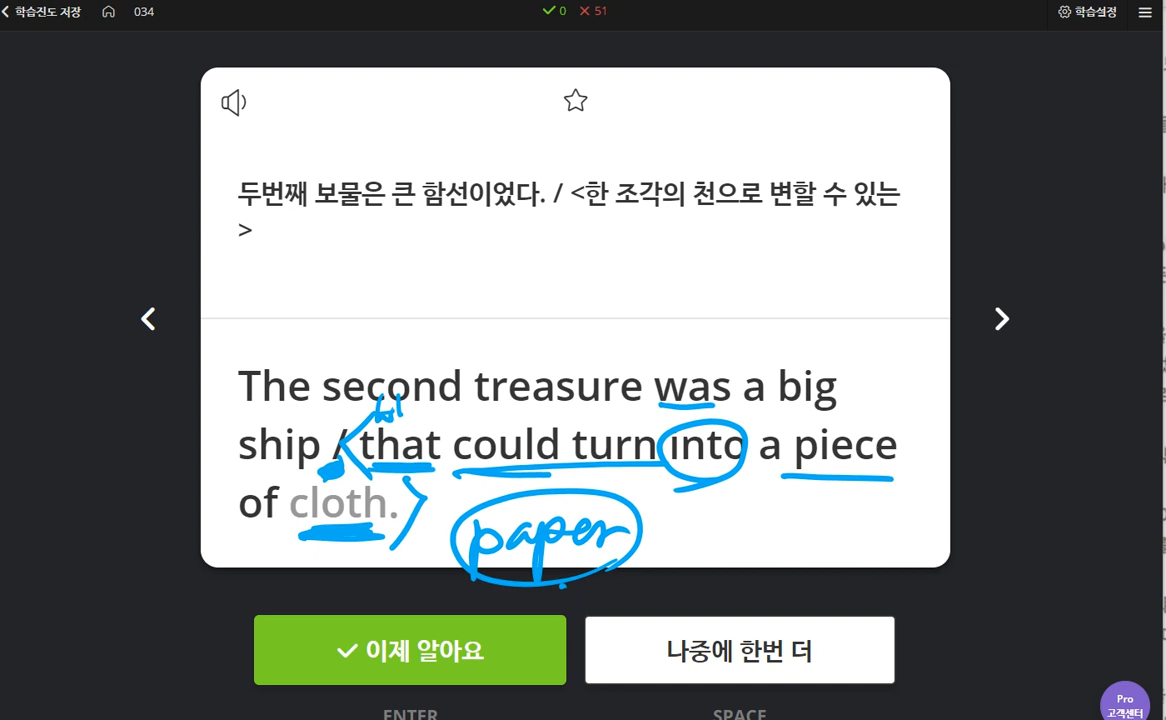 학습진도 저장 034 0 51 학습설정
두번째 보물은 큰 함선이었다. / <한 조각의 천으로 변할 수 있는
>
The second treasure was a big
ship / that could turn into a piece
of cloth.
paper
이제 알아요 나중에 한번 더
ENTER SPACE
Pro
고객센터